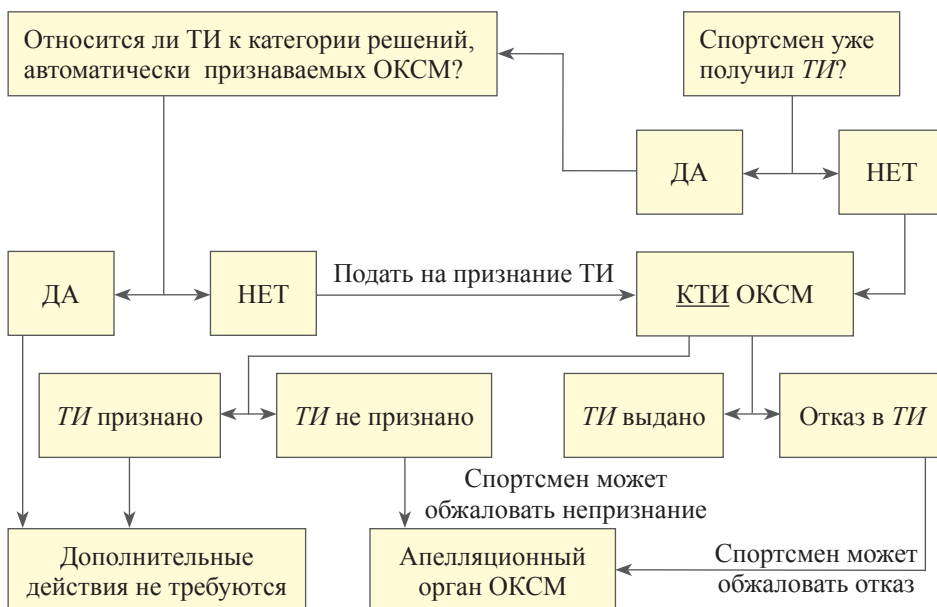 Относится ли ТИ к категории решений,
автоматически признаваемых ОКСМ?
Спортсмен уже
получил ТИ?
ДА
НЕТ
ДА
НЕТ
Подать на признание ТИ
КТИ ОКСМ
ТИ признано
ТИ не признано
ТИ выдано
Отказ в ТИ
Спортсмен может
обжаловать непризнание
Дополнительные
действия не требуются
Апелляционный
орган ОКСМ
Спортсмен может
обжаловать отказ